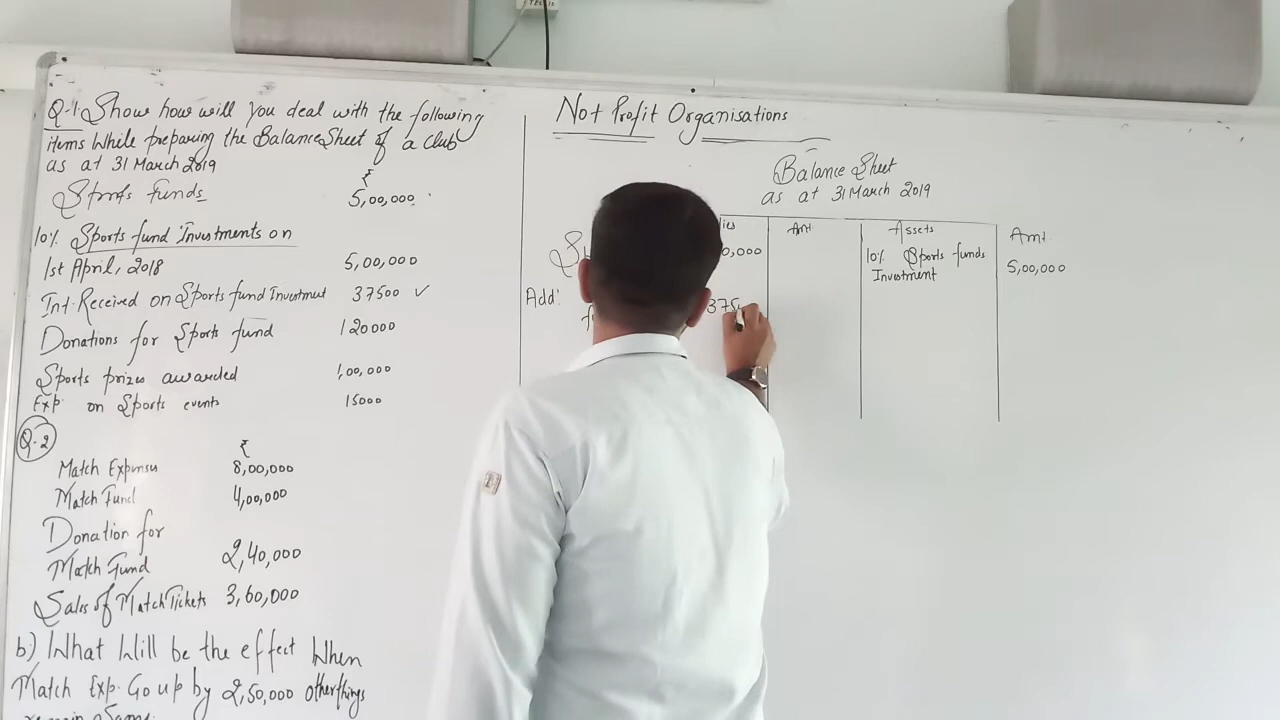 Q.1 Show how will you deal with the following
items While preparing the Balance Sheet of a club
as at 31 March 2019
₹
Sports funds 5,00,000
10% Sports fund Investments on
1st April, 2018 5,00,000
Int. Received on Sports fund Investment 37500 ✓
Donations for Sports fund 120000
Sports prizes awarded 1,00,000
Exp. on Sports events 15000
Q.2
₹
Match Expenses 8,00,000
Match Fund 4,00,000
Donation for
Match Fund 2,40,000
Sales of Match Tickets 3,60,000
b) What Will be the effect When
Match Exp. Go up by 2,50,000 Other things
remain Same.
Not Profit Organisations
Balance Sheet
as at 31 March 2019
Amt. Assets Amt.
0,000 10% Sports funds
Investment 5,00,000
Add: 375